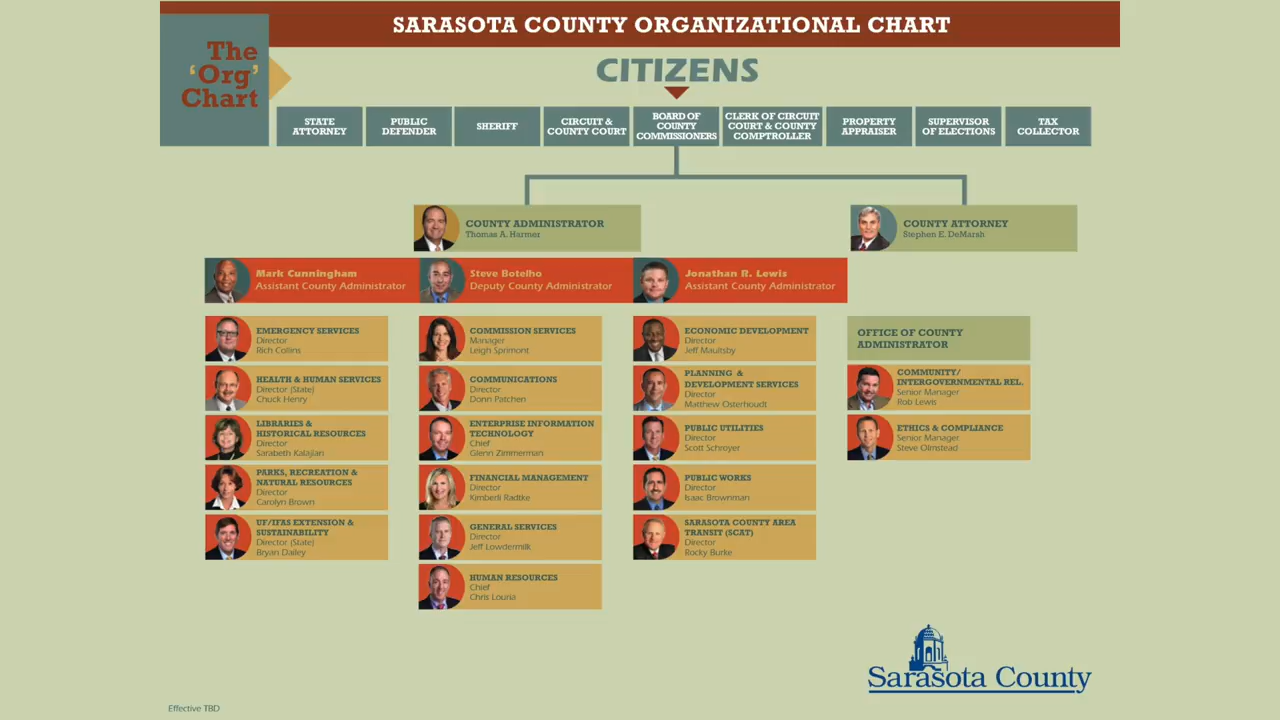 SARASOTA COUNTY ORGANIZATIONAL CHART
The
‘Org’
Chart
CITIZENS
STATE
ATTORNEY
PUBLIC
DEFENDER
SHERIFF
CIRCUIT &
COUNTY COURT
BOARD OF
COUNTY
COMMISSIONERS
CLERK OF CIRCUIT
COURT & COUNTY
COMPTROLLER
PROPERTY
APPRAISER
SUPERVISOR
OF ELECTIONS
TAX
COLLECTOR
COUNTY ADMINISTRATOR
Thomas A. Harmer
COUNTY ATTORNEY
Stephen E. DeMarsh
Mark Cunningham
Assistant County Administrator
Steve Botelho
Deputy County Administrator
Jonathan R. Lewis
Assistant County Administrator
EMERGENCY SERVICES
Director
Rich Collins
HEALTH & HUMAN SERVICES
Director (State)
Chuck Henry
LIBRARIES &
HISTORICAL RESOURCES
Director
Sarabeth Kalajian
PARKS, RECREATION &
NATURAL RESOURCES
Director
Carolyn Brown
UF/IFAS EXTENSION &
SUSTAINABILITY
Director (State)
Bryan Dailey
COMMISSION SERVICES
Manager
Leigh Sprimont
COMMUNICATIONS
Director
Donn Patchen
ENTERPRISE INFORMATION
TECHNOLOGY
Chief
Glenn Zimmerman
FINANCIAL MANAGEMENT
Director
Kimberli Radtke
GENERAL SERVICES
Director
Jeff Lowdermilk
HUMAN RESOURCES
Chief
Chris Louria
ECONOMIC DEVELOPMENT
Director
Jeff Maultsby
PLANNING &
DEVELOPMENT SERVICES
Director
Matthew Osterhoudt
PUBLIC UTILITIES
Director
Scott Schroyer
PUBLIC WORKS
Director
Isaac Brownman
SARASOTA COUNTY AREA
TRANSIT (SCAT)
Director
Rocky Burke
OFFICE OF COUNTY
ADMINISTRATOR
COMMUNITY/
INTERGOVERNMENTAL REL.
Senior Manager
Rob Lewis
ETHICS & COMPLIANCE
Senior Manager
Steve Olmstead
Sarasota County
Effective TBD